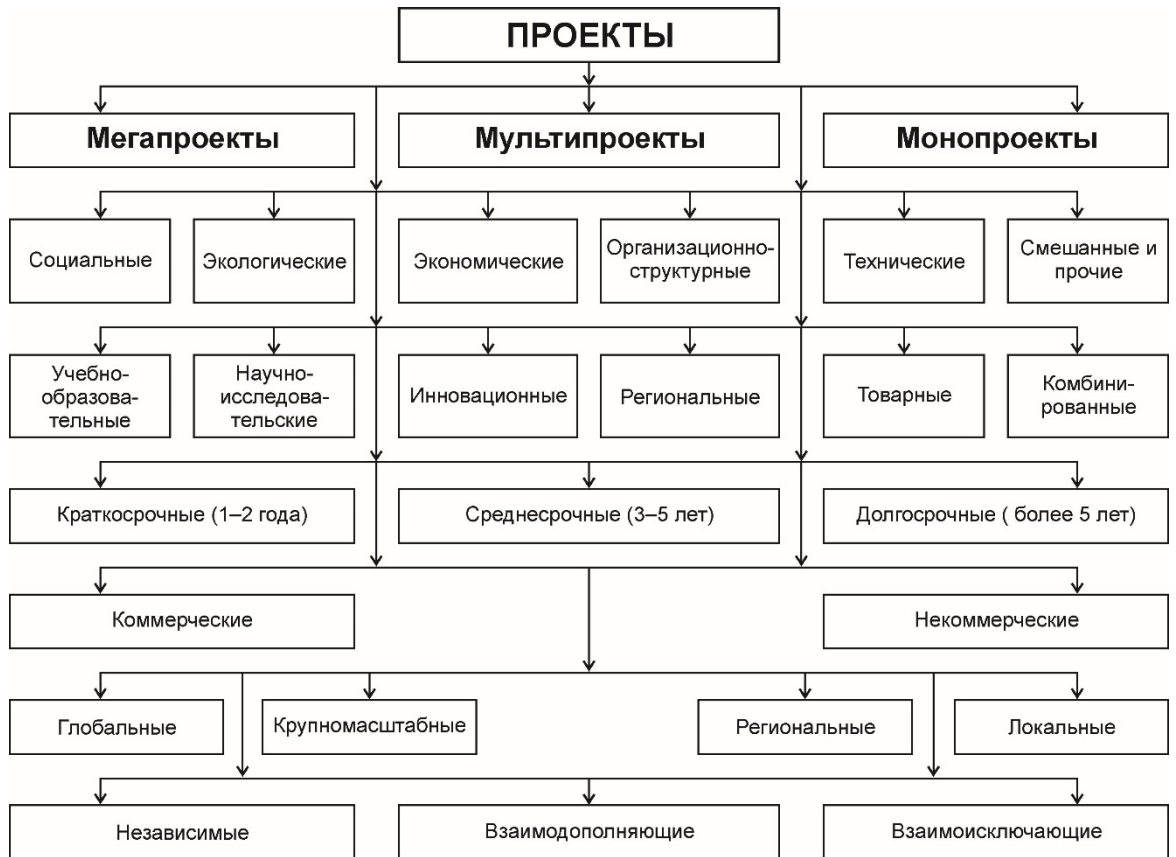 ПРОЕКТЫ
Мегапроекты
Мультипроекты
Монопроекты
Социальные
Экологические
Экономические
Организационно-
структурные
Технические
Смешанные и
прочие
Учебно-
образова-
тельные
Научно-
исследова-
тельские
Инновационные
Региональные
Товарные
Комбини-
рованные
Краткосрочные (1–2 года)
Среднесрочные (3–5 лет)
Долгосрочные ( более 5 лет)
Коммерческие
Некоммерческие
Глобальные
Крупномасштабные
Региональные
Локальные
Независимые
Взаимодополняющие
Взаимоисключающие